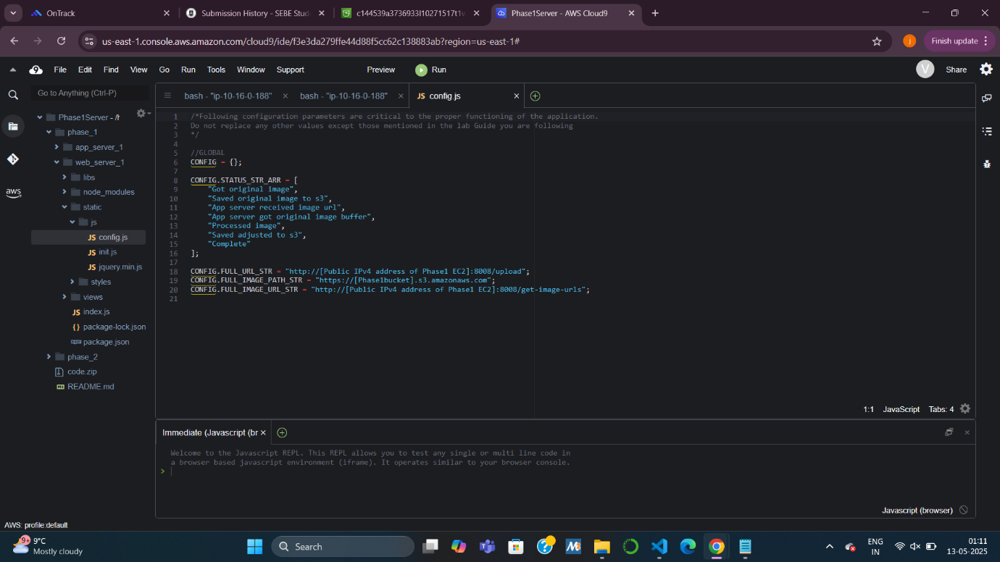 OnTrack
Submission History - SEBE Stud
c144539a3736933l10271517t1w
Phase1Server - AWS Cloud9
us-east-1.console.aws.amazon.com/cloud9/ide/f3e3da279ffe44d88f5cc62c138883ab?region=us-east-1#
j
Finish update
9
File Edit Find View Go Run Tools Window Support Preview Run
V
Share
Go to Anything (Ctrl-P)
bash - "ip-10-16-0-188"
bash - "ip-10-16-0-188"
JS config.js
Phase1Server - /h
phase_1
app_server_1
web_server_1
libs
node_modules
static
js
JS config.js
JS init.js
JS jquery.min.js
styles
views
JS index.js
{} package-lock.json
package.json
phase_2
code.zip
README.md
aws
1 /*Following configuration parameters are critical to the proper functioning of the application.
2 Do not replace any other values except those mentioned in the lab Guide you are following
3 */
4
5 //GLOBAL
6 CONFIG = {};
7
8 CONFIG.STATUS_STR_ARR = [
9 "Got original image",
10 "Saved original image to s3",
11 "App server received image url",
12 "App server got original image buffer",
13 "Processed image",
14 "Saved adjusted to s3",
15 "Complete"
16 ];
17
18 CONFIG.FULL_URL_STR = "http://[Public IPv4 address of Phase1 EC2]:8008/upload";
19 CONFIG.FULL_IMAGE_PATH_STR = "https://[Phase1bucket].s3.amazonaws.com";
20 CONFIG.FULL_IMAGE_URL_STR = "http://[Public IPv4 address of Phase1 EC2]:8008/get-image-urls";
21
1:1 JavaScript Tabs: 4
Immediate (Javascript (br
Welcome to the Javascript REPL. This REPL allows you to test any single or multi line code in
a browser based javascript environment (iframe). It operates similar to your browser console.
>
Javascript (browser)
AWS: profile:default
9+
9°C
Mostly cloudy
Search
ENG
IN
01:11
13-05-2025